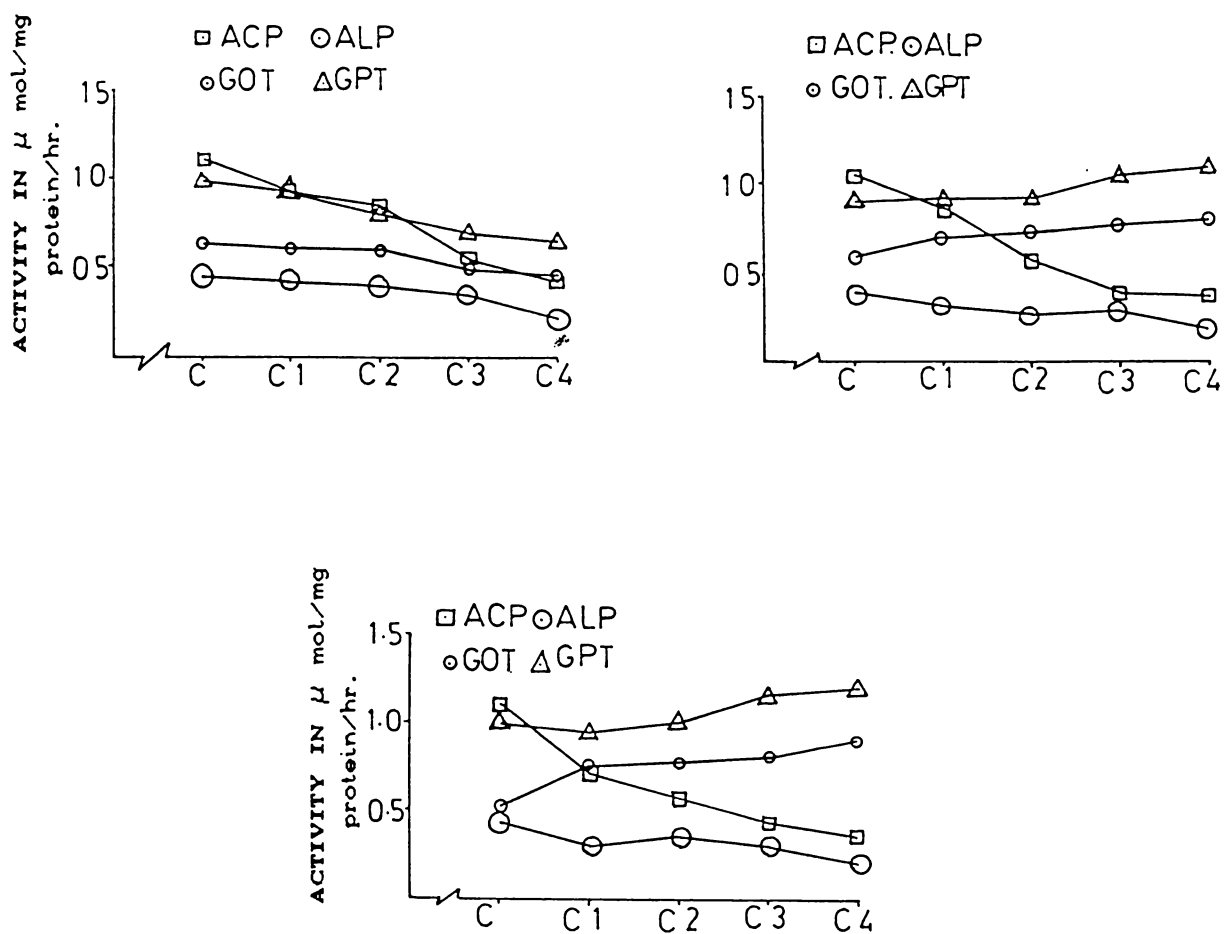 ACTIVITY IN μ mol/mg
protein/hr.
ACP ALP
GOT GPT
15
10
05
C C1 C2 C3 C4
ACP. ALP
GOT. GPT
15
10
05
C C1 C2 C3 C4
ACTIVITY IN μ mol/mg
protein/hr.
ACP ALP
GOT GPT
1.5
1.0
0.5
C C1 C2 C3 C4